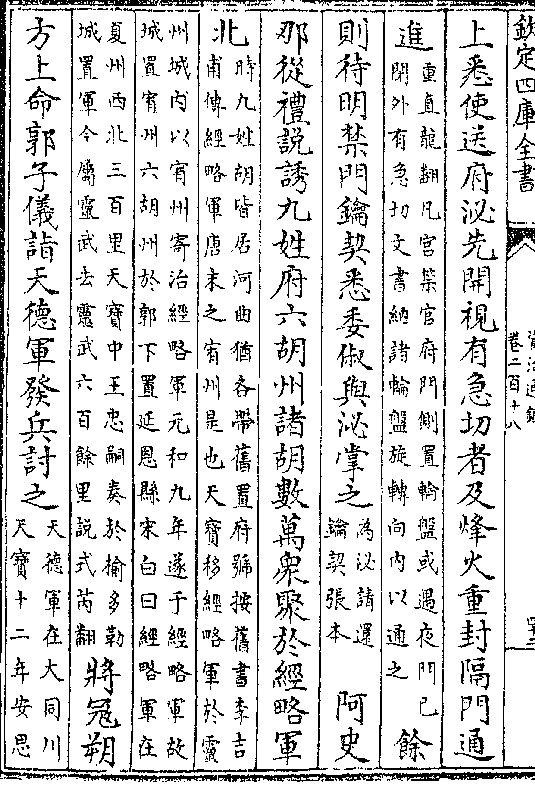 欽定四庫全書
資治通鑑
卷二百十八
上悉使送府泌先開視有急切者及烽火重封隔門通
進
重直龍翻凡宫禁官府門側置輪盤或遇夜門已
閉外有急切文書納諸輪盤旋轉向内以通之
餘
則待明禁門鑰契悉委俶與泌掌之
為泌請還
鑰契張本
阿史
那從禮說誘九姓府六胡州諸胡數萬衆聚於經略軍
北
時九姓胡皆居河曲猶各帶舊置府號按舊書李吉
甫傳經略軍唐末之宥州是也天寶移經略軍於靈
州城内以宥州寄治經略軍元和九年遂于經略軍故
城置宥州六胡州於郭下置延恩縣宋白曰經略軍在
夏州西北三百里天寶中王忠嗣奏於榆多勒
城置軍今屬靈武去靈武六百餘里説式芮翻
將冦朔
方上命郭子儀詣天德軍發兵討之
天德軍在大同川
天寶十二年安思